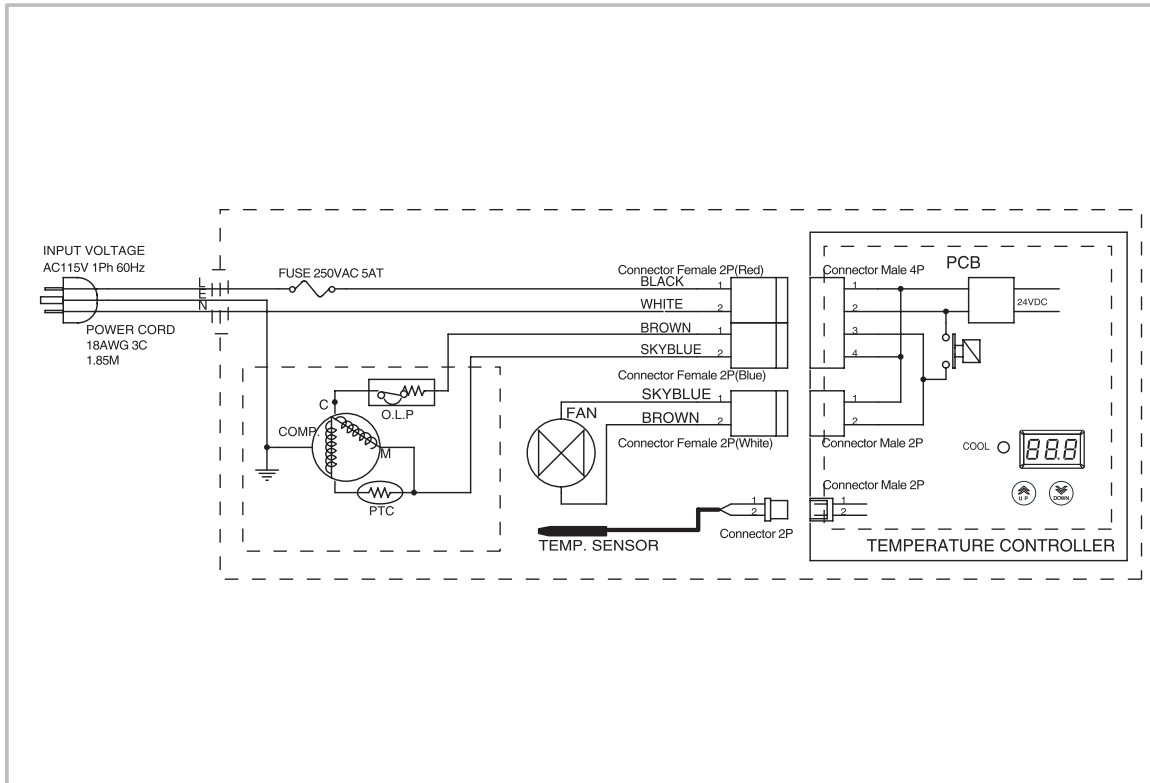 INPUT VOLTAGE
AC115V 1Ph 60Hz
POWER CORD
18AWG 3C
1.85M
L
E
N
FUSE 250VAC 5AT
Connector Female 2P(Red)
BLACK 1
WHITE 2
BROWN 1
SKYBLUE 2
Connector Female 2P(Blue)
SKYBLUE 1
BROWN 2
Connector Female 2P(White)
FAN
C
O.L.P
COMP.
M
PTC
TEMP. SENSOR
1
2
Connector 2P
Connector Male 4P
1
2
3
4
1
2
Connector Male 2P
Connector Male 2P
1
2
PCB
24VDC
COOL
88.8
UP
DOWN
TEMPERATURE CONTROLLER